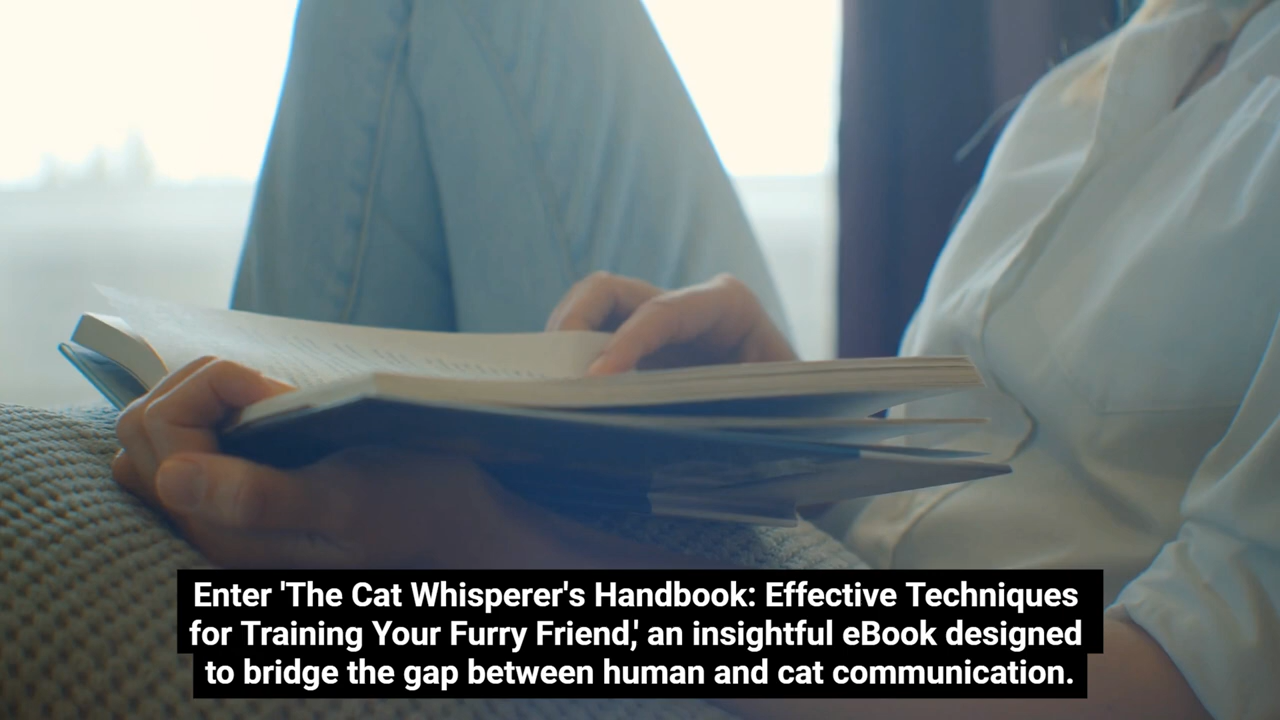 Enter 'The Cat Whisperer's Handbook: Effective Techniques
for Training Your Furry Friend,' an insightful eBook designed
to bridge the gap between human and cat communication.